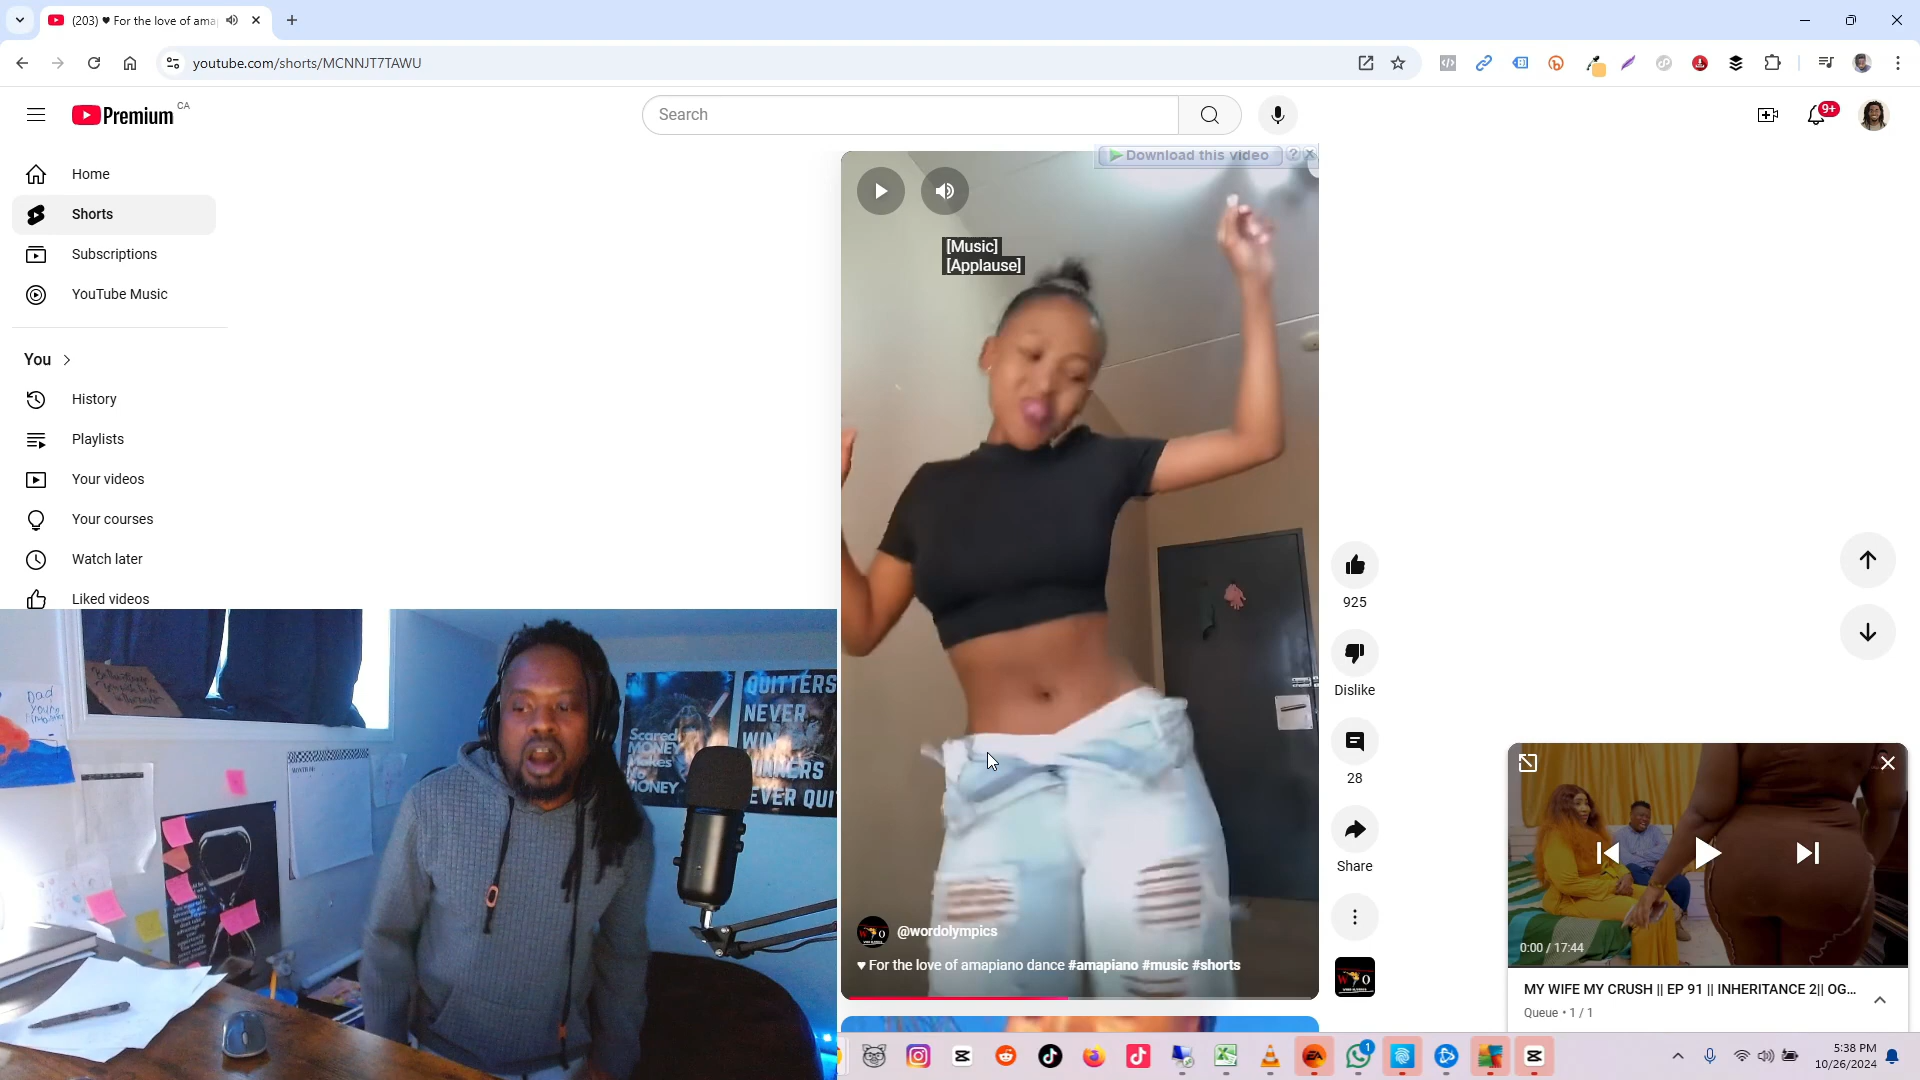 (203) ♥ For the love of ama
youtube.com/shorts/MCNNJT7TAWU
Premium CA
Search
9+
Home
Shorts
Subscriptions
YouTube Music
You
History
Playlists
Your videos
Your courses
Watch later
Liked videos
Download this video ? X
[Music]
[Applause]
925
Dislike
28
Share
@wordolympics
♥ For the love of amapiano dance #amapiano #music #shorts
W O
Dad
QUITTERS
NEVER
WIN
WINNERS
NEVER QUI
Scared
MONEY
Makes
No
MONEY
0:00 / 17:44
MY WIFE MY CRUSH || EP 91 || INHERITANCE 2|| OG...
Queue • 1 / 1
EA
1
5:38 PM
10/26/2024